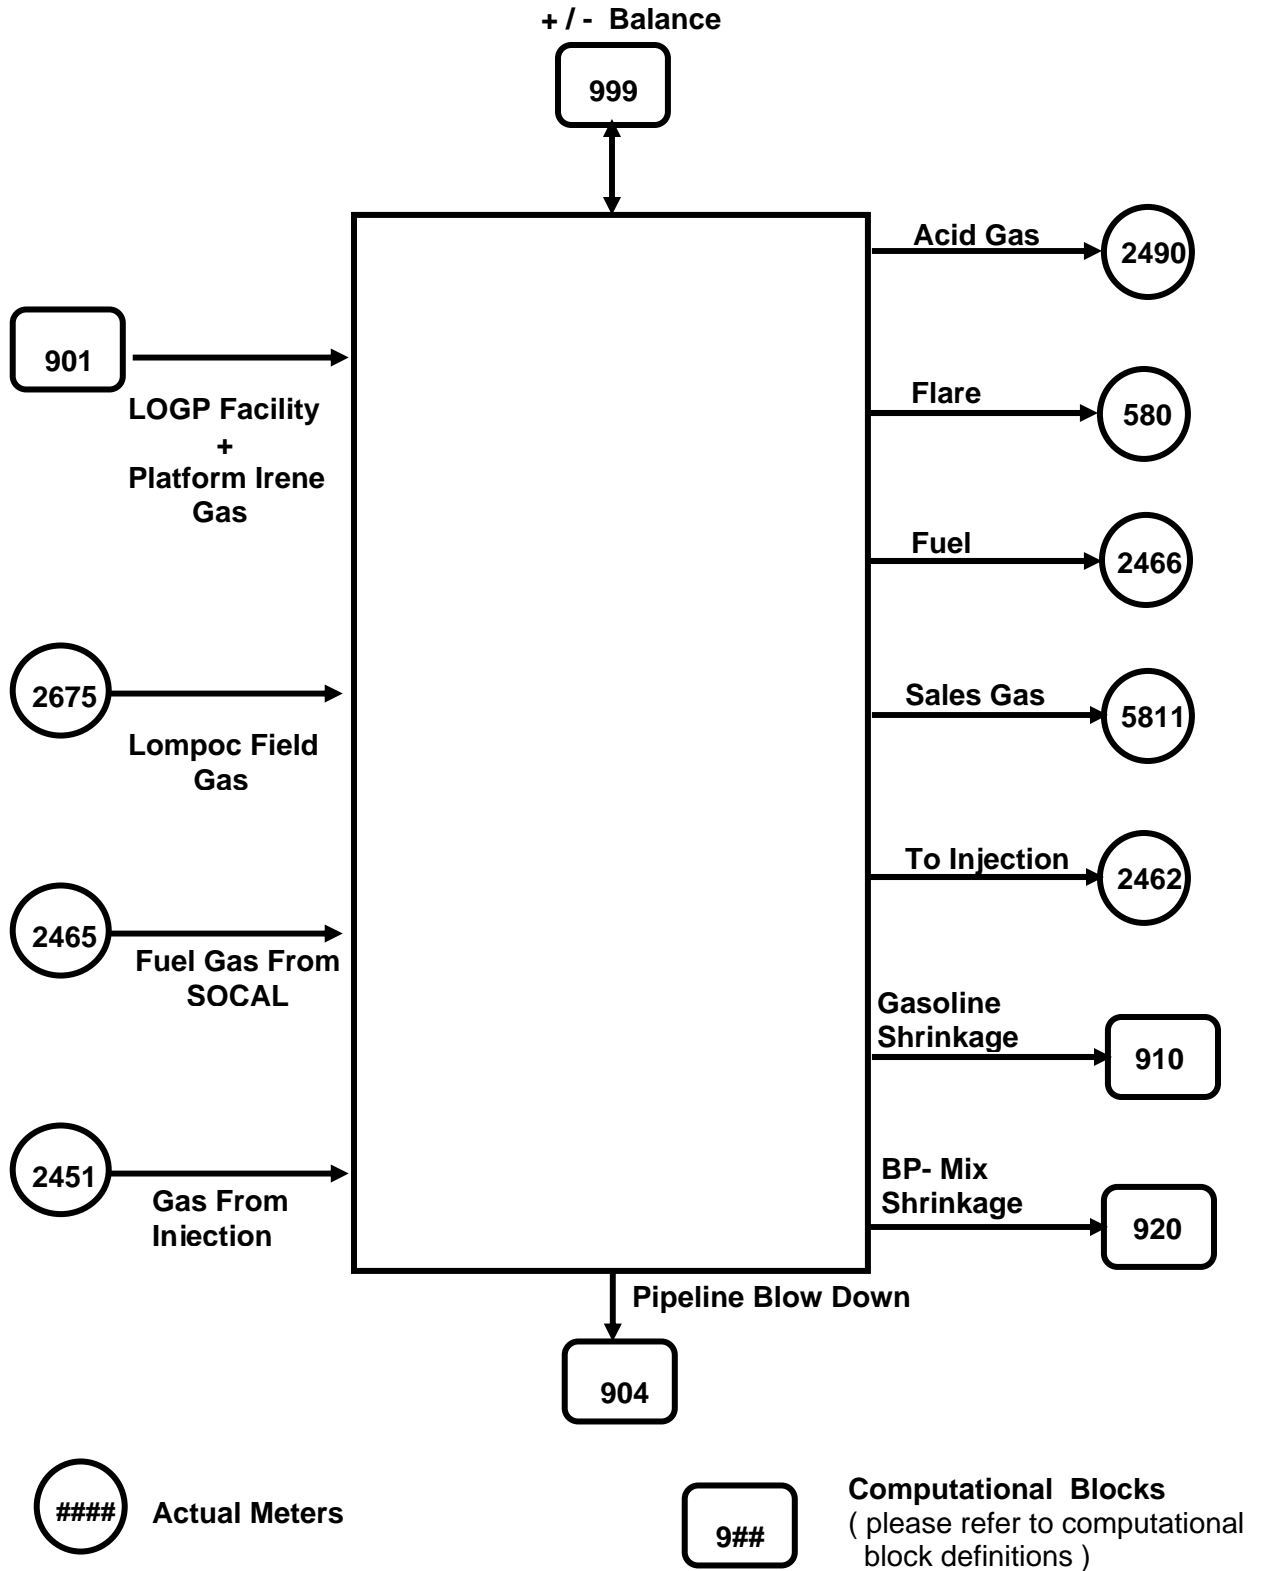 + / -  Balance
999
Acid Gas
2490
901
LOGP Facility
+
Platform Irene
Gas
Flare
580
Fuel
2466
2675
Lompoc Field
Gas
Sales Gas
5811
To Injection
2462
2465
Fuel Gas From
SOCAL
Gasoline
Shrinkage
910
2451
Gas From
Injection
BP- Mix
Shrinkage
920
Pipeline Blow Down
904
####
Actual Meters
9##
Computational  Blocks
( please refer to computational
block definitions )